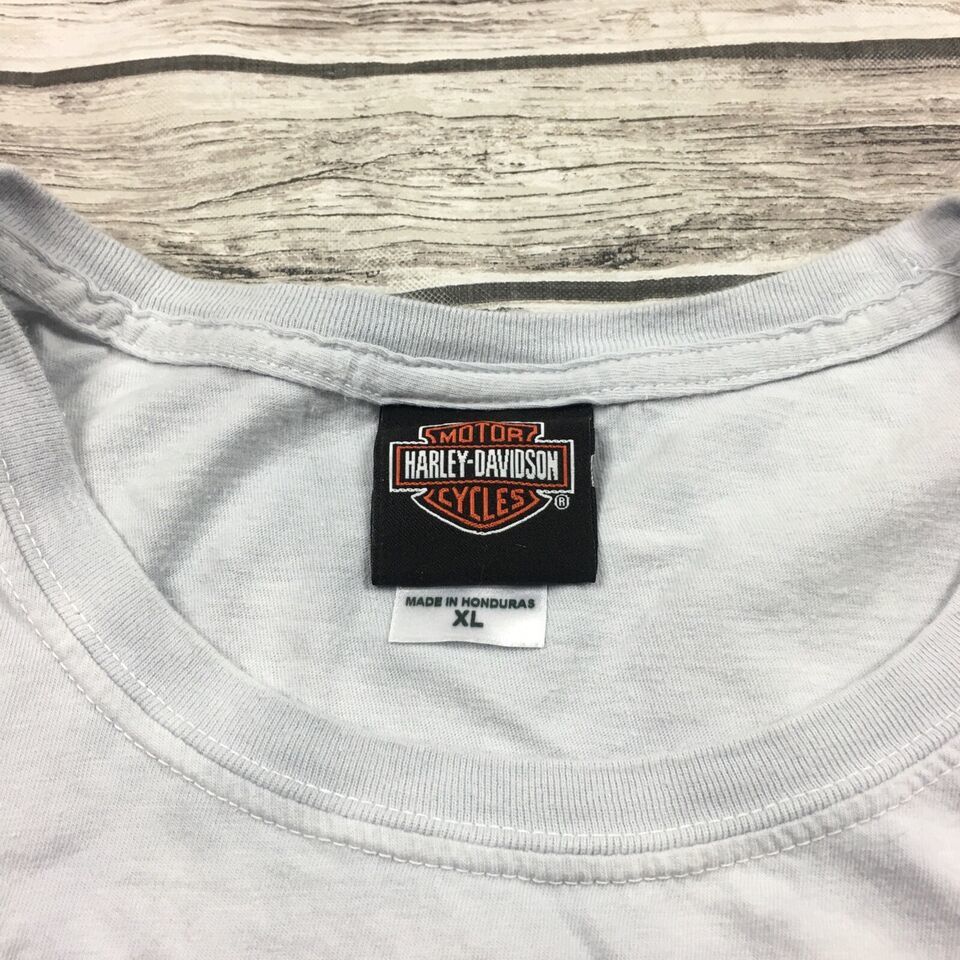 MOTOR
HARLEY-DAVIDSON
CYCLES
®
MADE IN HONDURAS
XL